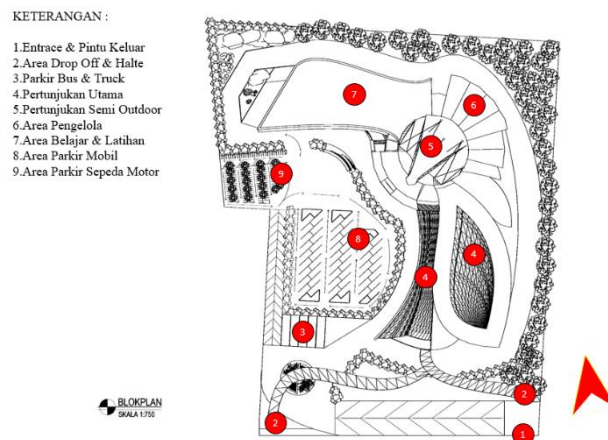 KETERANGAN :
1.Entrace & Pintu Keluar
2.Area Drop Off & Halte
3.Parkir Bus & Truck
4.Pertunjukan Utama
5.Pertunjukan Semi Outdoor
6.Area Pengelola
7.Area Belajar & Latihan
8.Area Parkir Mobil
9.Area Parkir Sepeda Motor
7
6
5
9
8
4
4
3
2
2
1
BLOKPLAN
SKALA 1:750